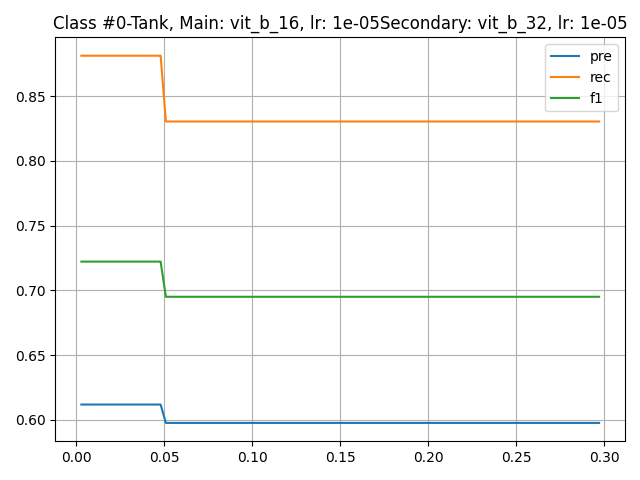 Class #0-Tank, Main: vit_b_16, lr: 1e-05Secondary: vit_b_32, lr: 1e-05
pre
rec
f1
0.85
0.80
0.75
0.70
0.65
0.60
0.00 0.05 0.10 0.15 0.20 0.25 0.30